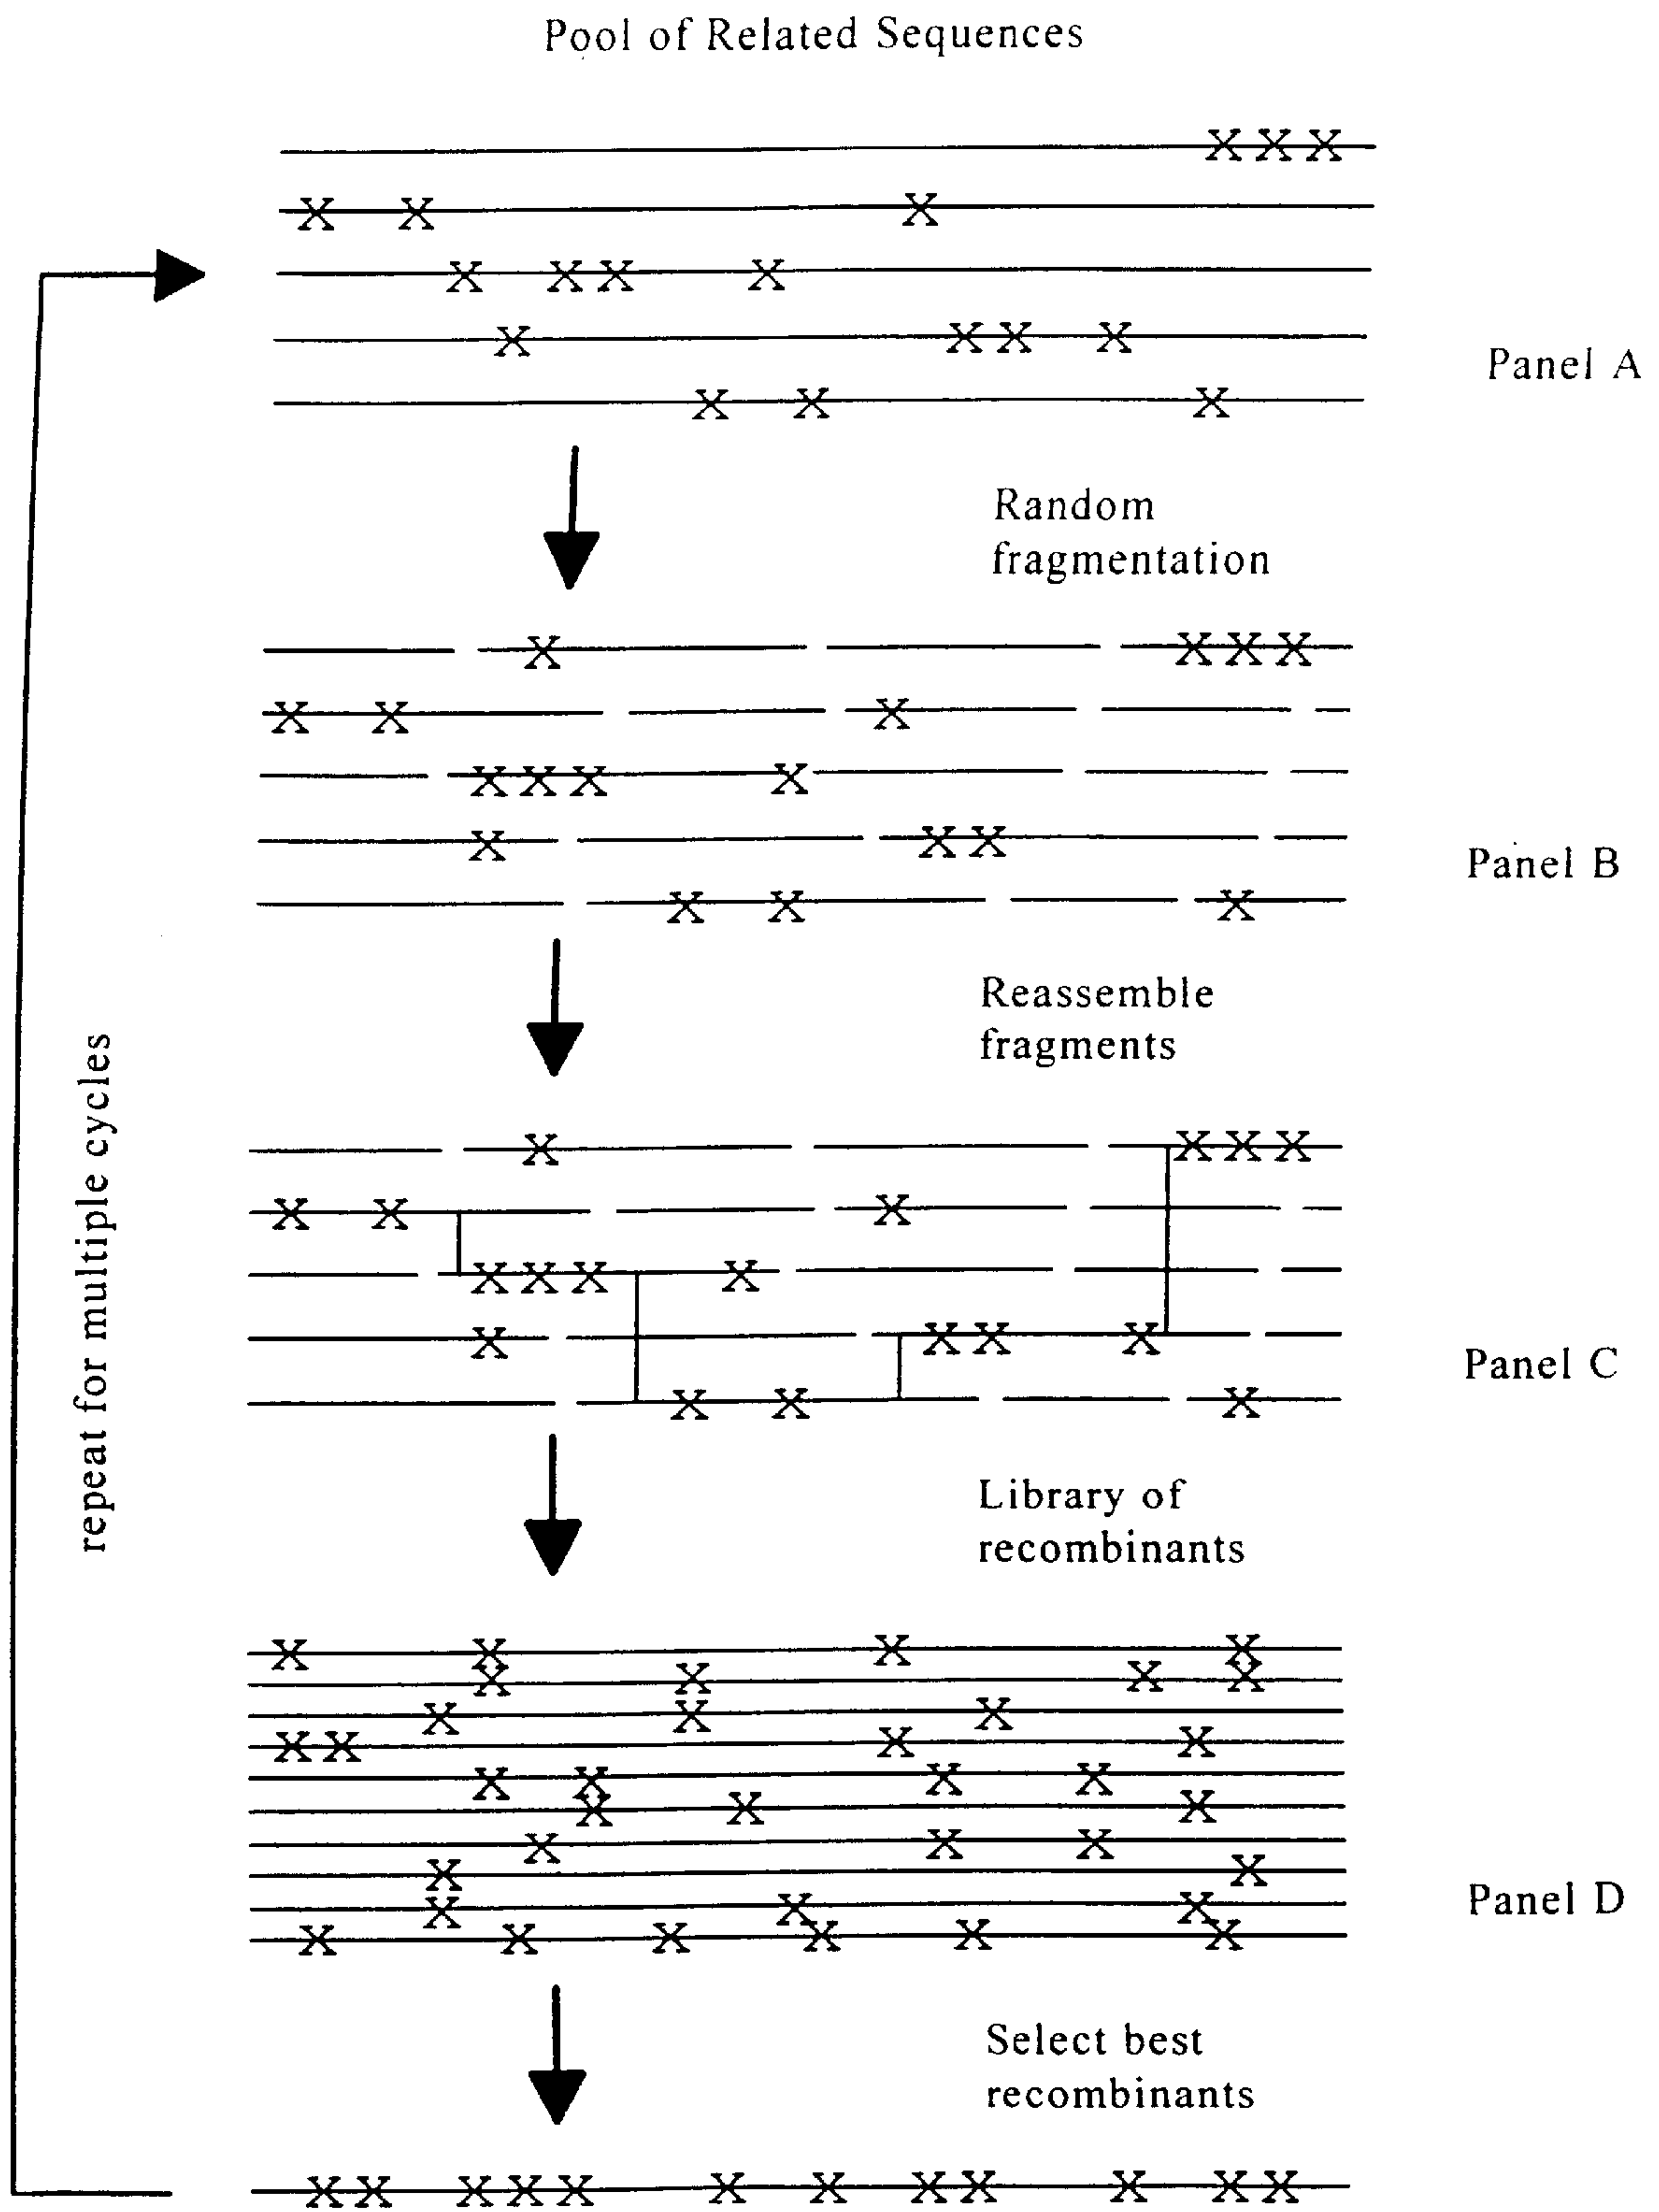 Pool of Related Sequences
X X X
X X X
X X X X
X X X X
Panel A
X X X
Random
fragmentation
X X X X
X X X
X X X X
X X X
Panel B
X X X
Reassemble
fragments
repeat for multiple cycles
X X X X
X X X
X X X X
X X X X
Panel C
X X X
Library of
recombinants
X X X X
X X X X
X X X
X X X X
X X X X
X X X
X X X
X X
Panel D
X X X
X X X X X X
Select best
recombinants
X X X X X X X X X X X X